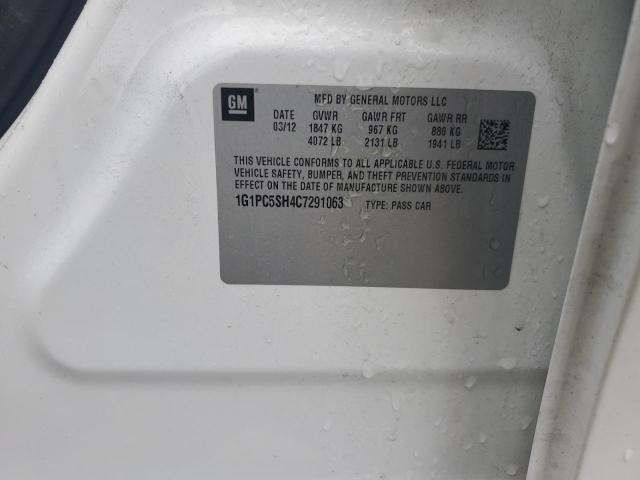 GM
MFD BY GENERAL MOTORS LLC
DATE GVWR GAWR FRT GAWR RR
03/12 1847 KG 967 KG 880 KG
4072 LB 2131 LB 1941 LB
THIS VEHICLE CONFORMS TO ALL APPLICABLE U.S. FEDERAL MOTOR
VEHICLE SAFETY, BUMPER, AND THEFT PREVENTION STANDARDS IN
EFFECT ON THE DATE OF MANUFACTURE SHOWN ABOVE.
1G1PC5SH4C7291063 TYPE: PASS CAR